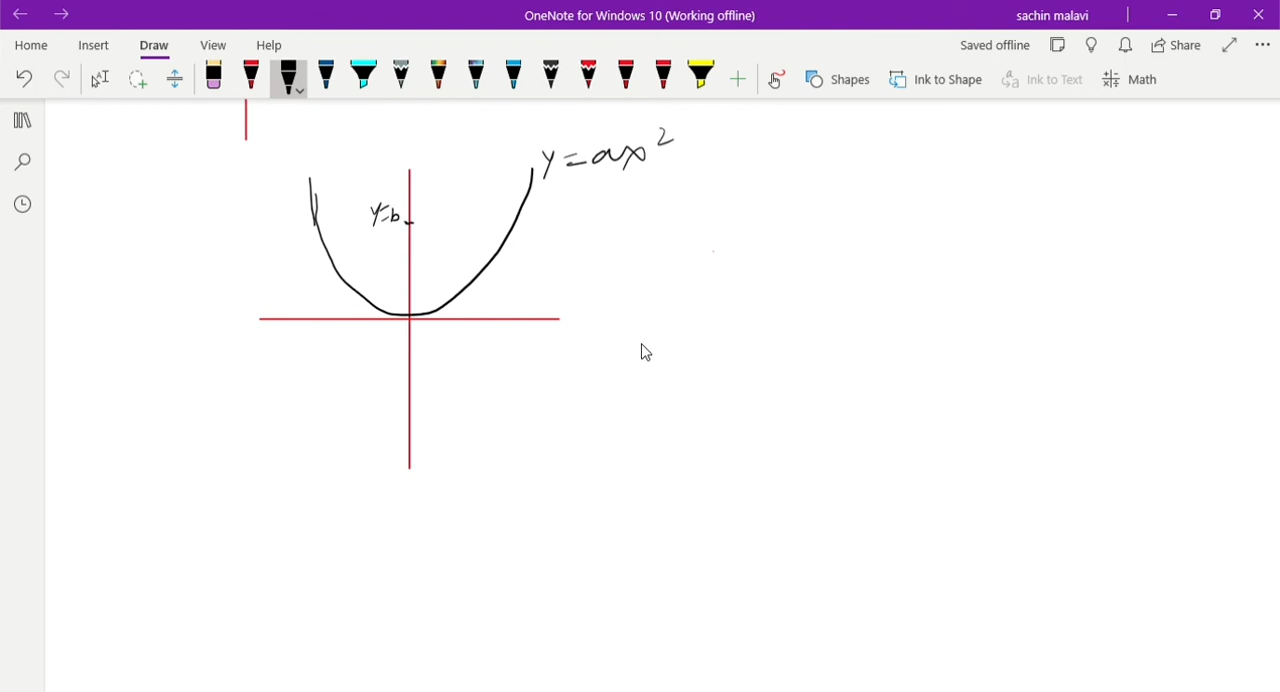 OneNote for Windows 10 (Working offline)
sachin malavi
Home Insert Draw View Help
Saved offline
Share
Shapes
Ink to Shape
Ink to Text
Math
y=ax²
y=b